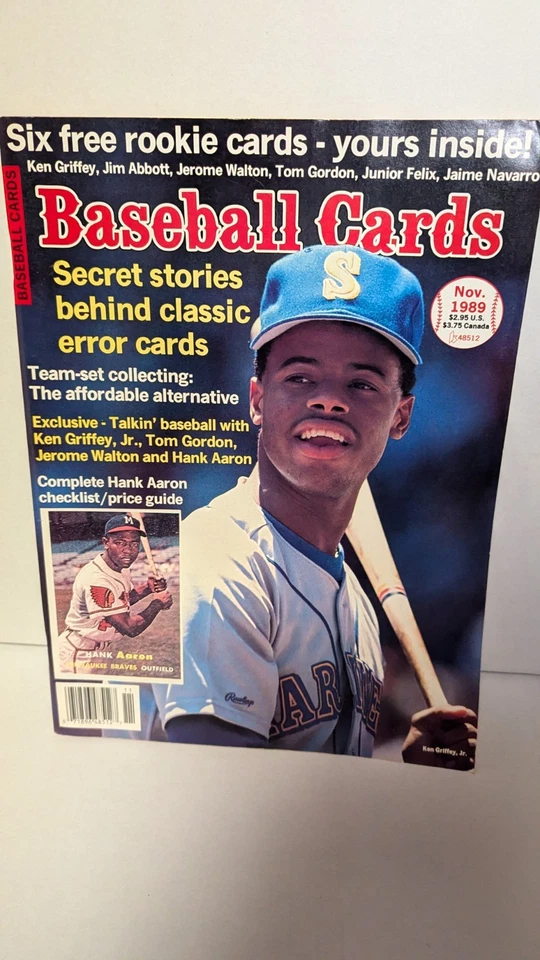 Six free rookie cards - yours inside!
Ken Griffey, Jim Abbott, Jerome Walton, Tom Gordon, Junior Felix, Jaime Navarro
BASEBALL CARDS
Baseball Cards
Secret stories
behind classic
error cards
Nov.
1989
$2.95 U.S.
$3.75 Canada
48512
Team-set collecting:
The affordable alternative
Exclusive - Talkin' baseball with
Ken Griffey, Jr., Tom Gordon,
Jerome Walton and Hank Aaron
Complete Hank Aaron
checklist/price guide
S
M
HANK Aaron
MILWAUKEE BRAVES OUTFIELD
Rawlings
MARINE
11
Ken Griffey, Jr.